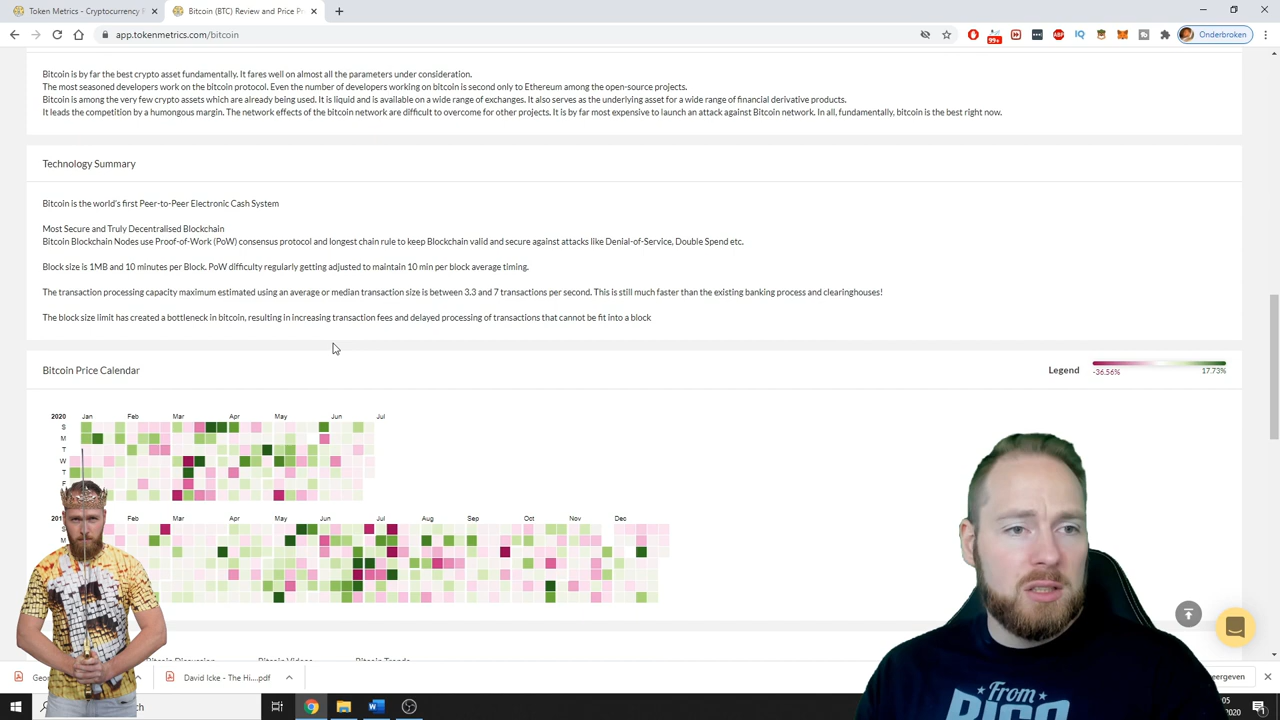 Token Metrics - Cryptocurrency
Bitcoin (BTC) Review and Price P
app.tokenmetrics.com/bitcoin
99+
ABP
IQ
Onderbroken
Bitcoin is by far the best crypto asset fundamentally. It fares well on almost all the parameters under consideration.
The most seasoned developers work on the bitcoin protocol. Even the number of developers working on bitcoin is second only to Ethereum among the open-source projects.
Bitcoin is among the very few crypto assets which are already being used. It is liquid and is available on a wide range of exchanges. It also serves as the underlying asset for a wide range of financial derivative products.
It leads the competition by a humongous margin. The network effects of the bitcoin network are difficult to overcome for other projects. It is by far most expensive to launch an attack against Bitcoin network. In all, fundamentally, bitcoin is the best right now.
Technology Summary
Bitcoin is the world's first Peer-to-Peer Electronic Cash System
Most Secure and Truly Decentralised Blockchain
Bitcoin Blockchain Nodes use Proof-of-Work (PoW) consensus protocol and longest chain rule to keep Blockchain valid and secure against attacks like Denial-of-Service, Double Spend etc.
Block size is 1MB and 10 minutes per Block. PoW difficulty regularly getting adjusted to maintain 10 min per block average timing.
The transaction processing capacity maximum estimated using an average or median transaction size is between 3.3 and 7 transactions per second. This is still much faster than the existing banking process and clearinghouses!
The block size limit has created a bottleneck in bitcoin, resulting in increasing transaction fees and delayed processing of transactions that cannot be fit into a block
Bitcoin Price Calendar
Legend
-36.56% 17.73%
2020 Jan Feb Mar Apr May Jun Jul
S
M
T
W
T
F
S
Feb Mar Apr May Jun Jul Aug Sep Oct Nov Dec
S
M
Bitcoin Discussion Bitcoin Videos Bitcoin Trends
David Icke - The Hi....pdf
From
RICO